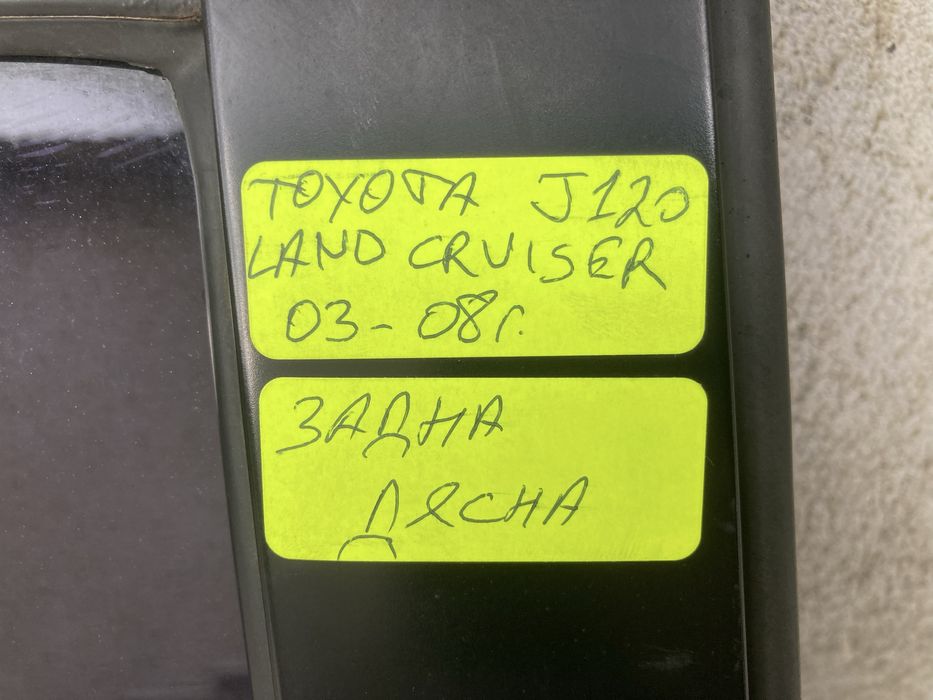 TOYOTA J120
LAND CRUISER
03-08г.
ЗАДНА
ДЯСНА